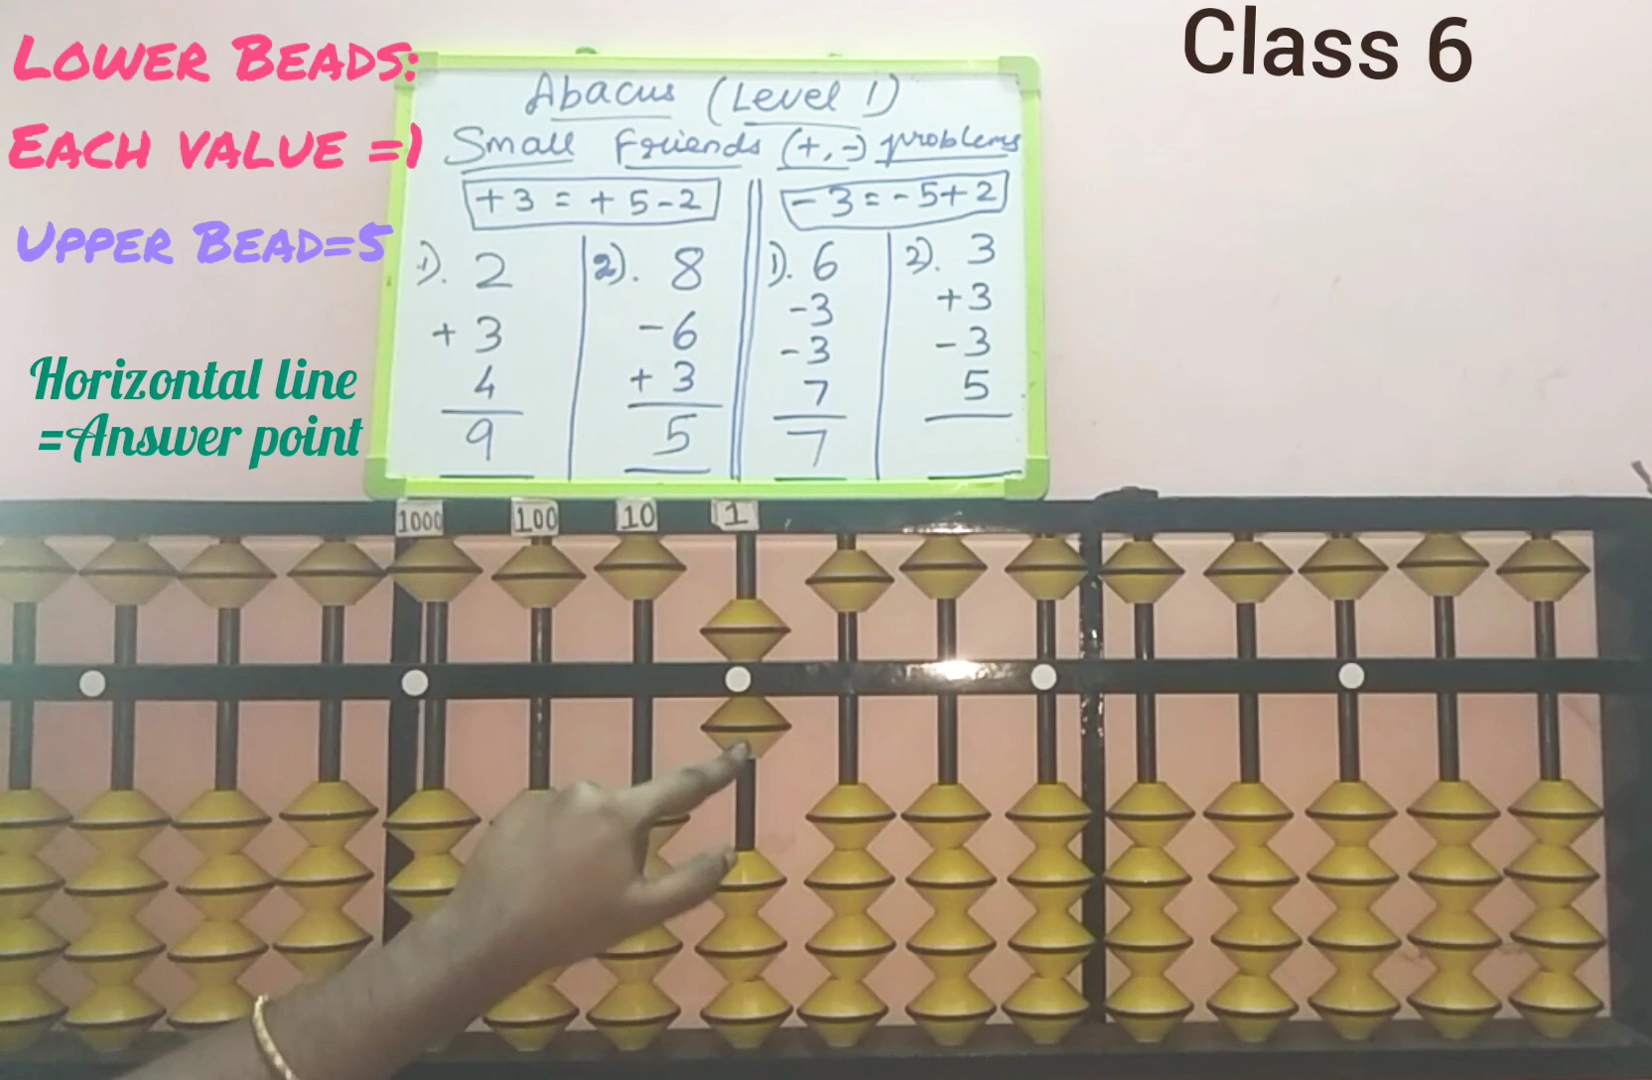 Class 6
LOWER BEADS:
EACH VALUE =1
UPPER BEAD=5
Horizontal line
=Answer point
Abacus (Level 1)
Small Friends (+,-) problems
+3 = +5-2
-3=-5+2
1). 2
+3
4
9
2). 8
-6
+3
5
1). 6
-3
-3
7
7
2). 3
+3
-3
5
1000 100 10 1